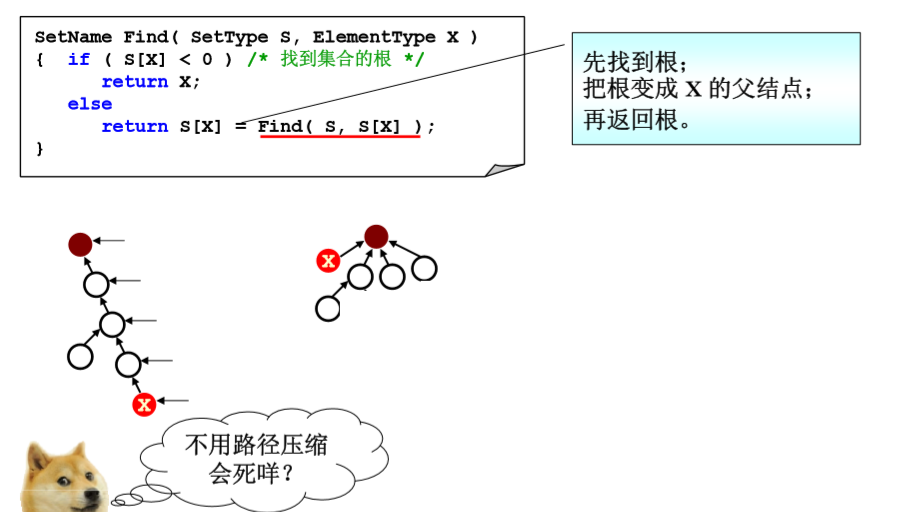 SetName Find( SetType S, ElementType X )
{ if ( S[X] < 0 ) /* 找到集合的根 */
return X;
else
return S[X] = Find( S, S[X] );
}
先找到根；
把根变成 X 的父结点；
再返回根。
X
X
不用路径压缩
会死咩？